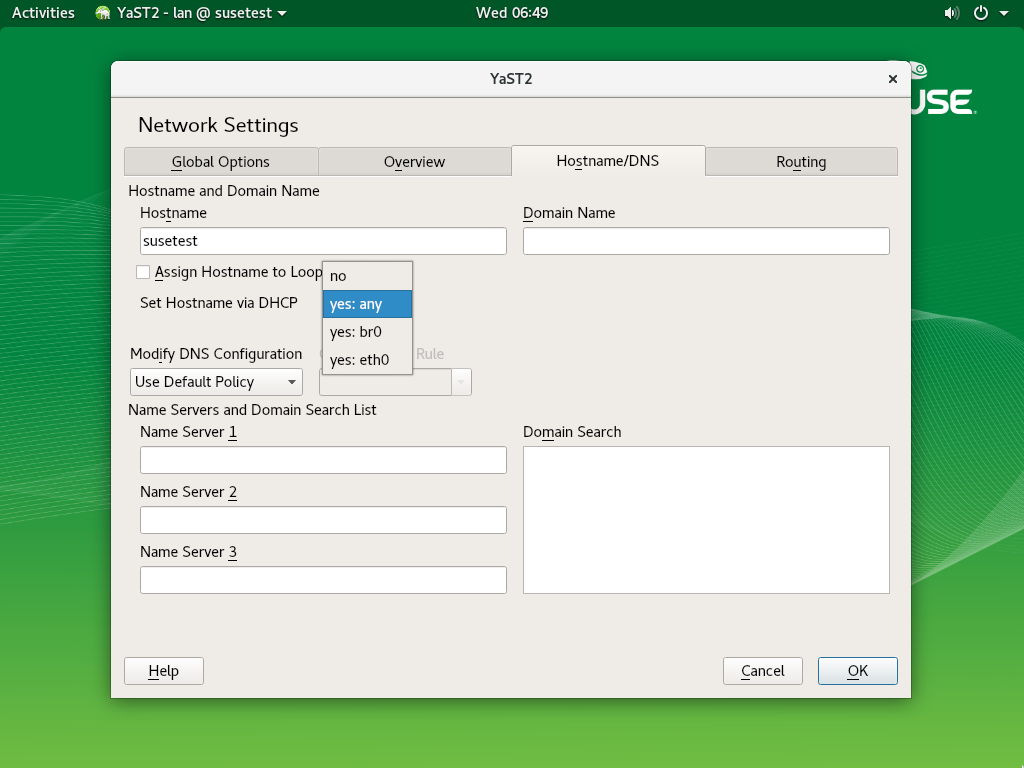 Activities YaST2 - lan @ susetest Wed 06:49
YaST2
USE
Network Settings
Global Options Overview Hostname/DNS Routing
Hostname and Domain Name
Hostname Domain Name
susetest
Assign Hostname to Loop
Set Hostname via DHCP
no
yes: any
yes: br0
yes: eth0
Modify DNS Configuration Rule
Use Default Policy
Name Servers and Domain Search List
Name Server 1 Domain Search
Name Server 2
Name Server 3
Help Cancel OK